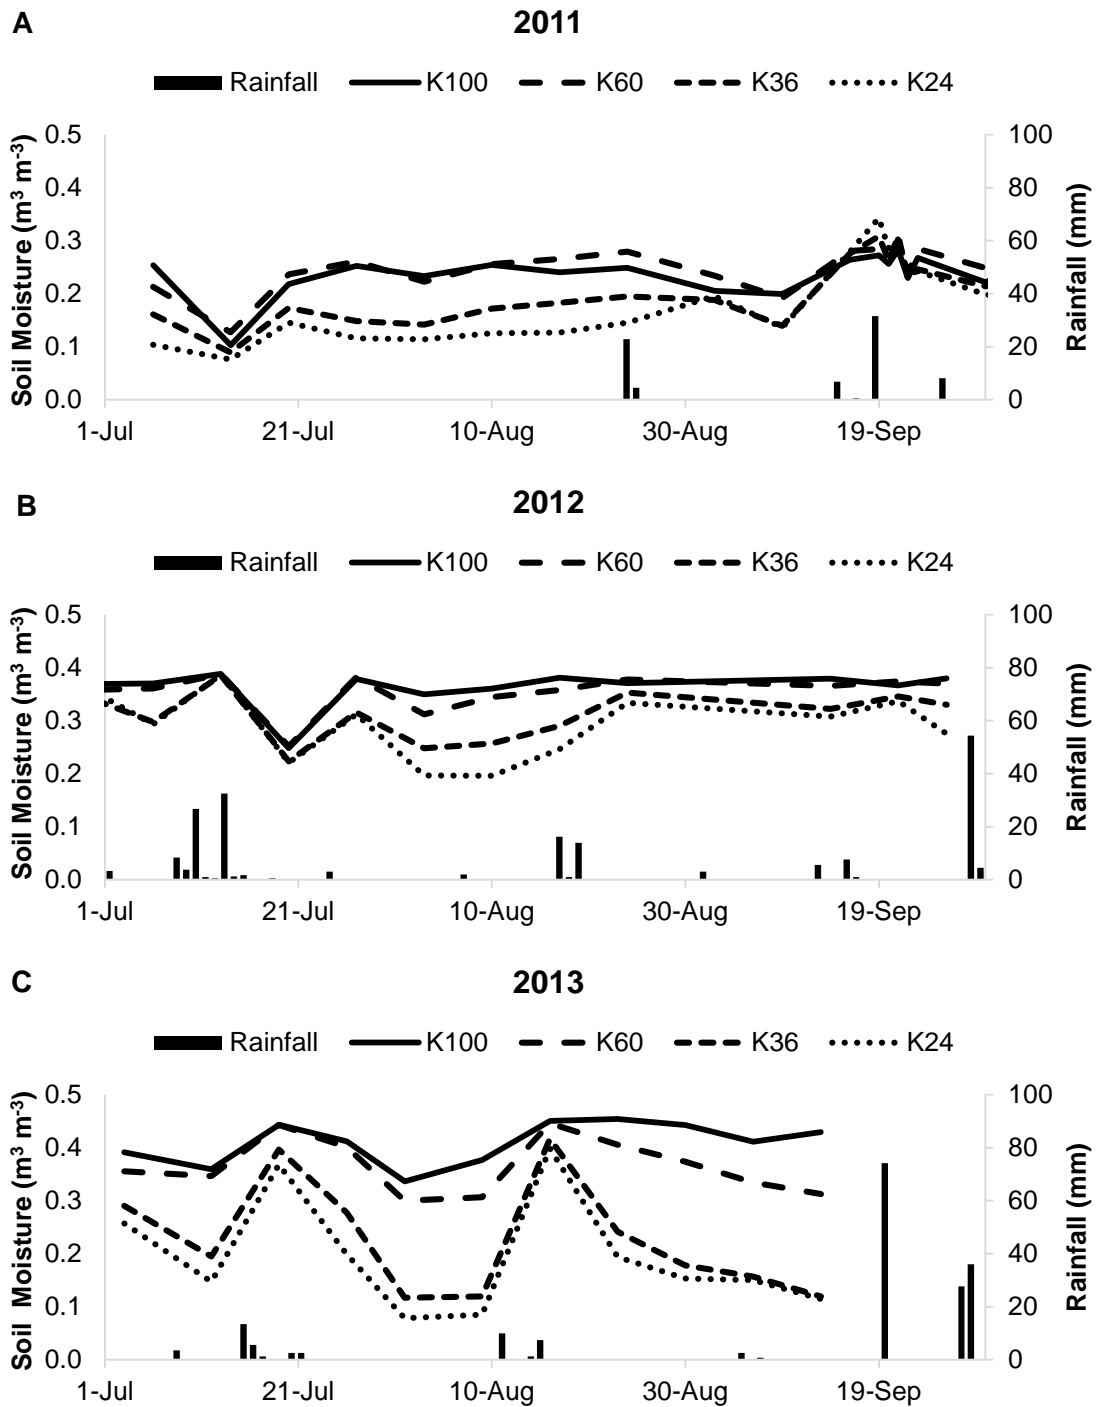 A
2011
Rainfall K100 K60 K36 K24
Soil Moisture (m³ m⁻³)
0.5
0.4
0.3
0.2
0.1
0.0
100
80
60
40
20
0
Rainfall (mm)
1-Jul 21-Jul 10-Aug 30-Aug 19-Sep
B
2012
Rainfall K100 K60 K36 K24
Soil Moisture (m³ m⁻³)
0.5
0.4
0.3
0.2
0.1
0.0
100
80
60
40
20
0
Rainfall (mm)
1-Jul 21-Jul 10-Aug 30-Aug 19-Sep
C
2013
Rainfall K100 K60 K36 K24
Soil Moisture (m³ m⁻³)
0.5
0.4
0.3
0.2
0.1
0.0
100
80
60
40
20
0
Rainfall (mm)
1-Jul 21-Jul 10-Aug 30-Aug 19-Sep